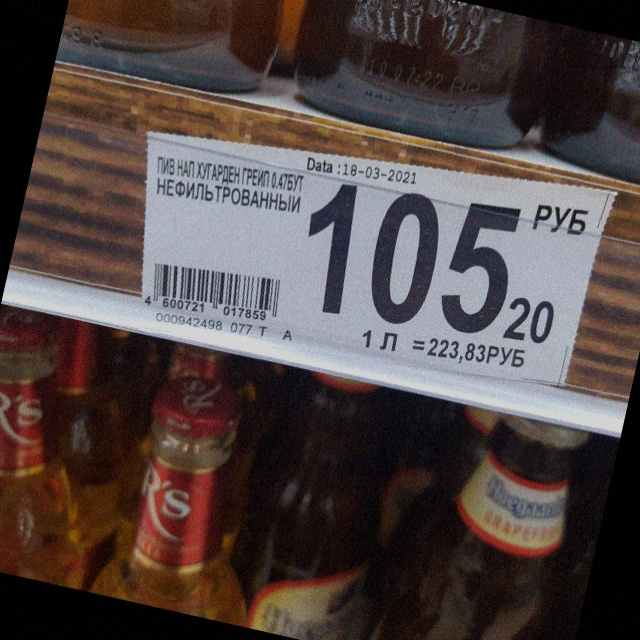 ПИВ НАП ХУГАРДЕН ГРЕЙП 0.47БУТ
НЕФИЛЬТРОВАННЫЙ
Data :18-03-2021
105 20 РУБ
4 600721 017859
000942498 077 Т А
1 Л =223,83РУБ
R's
R's